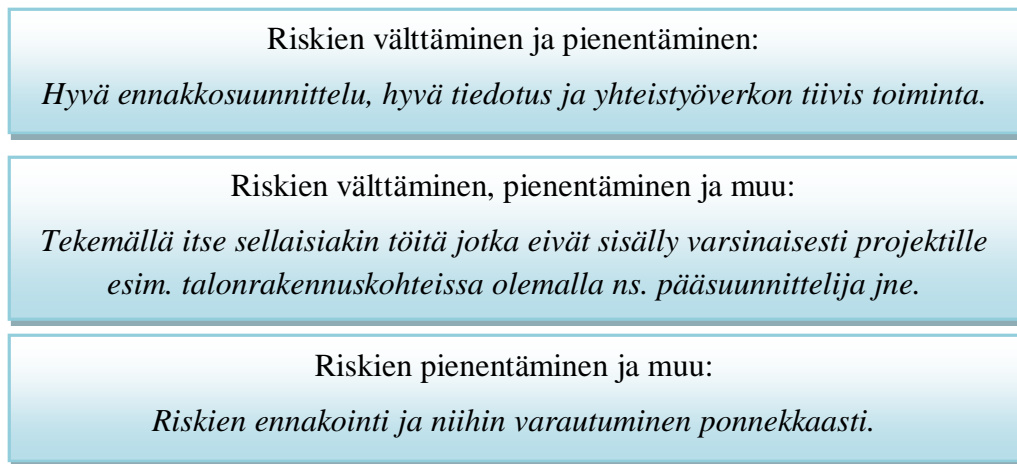 Riskien välttäminen ja pienentäminen:
Hyvä ennakkosuunnittelu, hyvä tiedotus ja yhteistyöverkon tiivis toiminta.
Riskien välttäminen, pienentäminen ja muu:
Tekemällä itse sellaisiakin töitä jotka eivät sisälly varsinaisesti projektille
esim. talonrakennuskohteissa olemalla ns. pääsuunnittelija jne.
Riskien pienentäminen ja muu:
Riskien ennakointi ja niihin varautuminen ponnekkaasti.